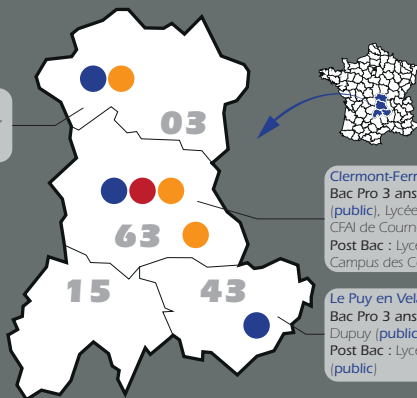 03
63
15
43
Clermont-Ferr
Bac Pro 3 ans
(public), Lycée
CFAI de Courn
Post Bac : Lyc
Campus des C
Le Puy en Vel
Bac Pro 3 ans
Dupuy (public
Post Bac : Lyc
(public)